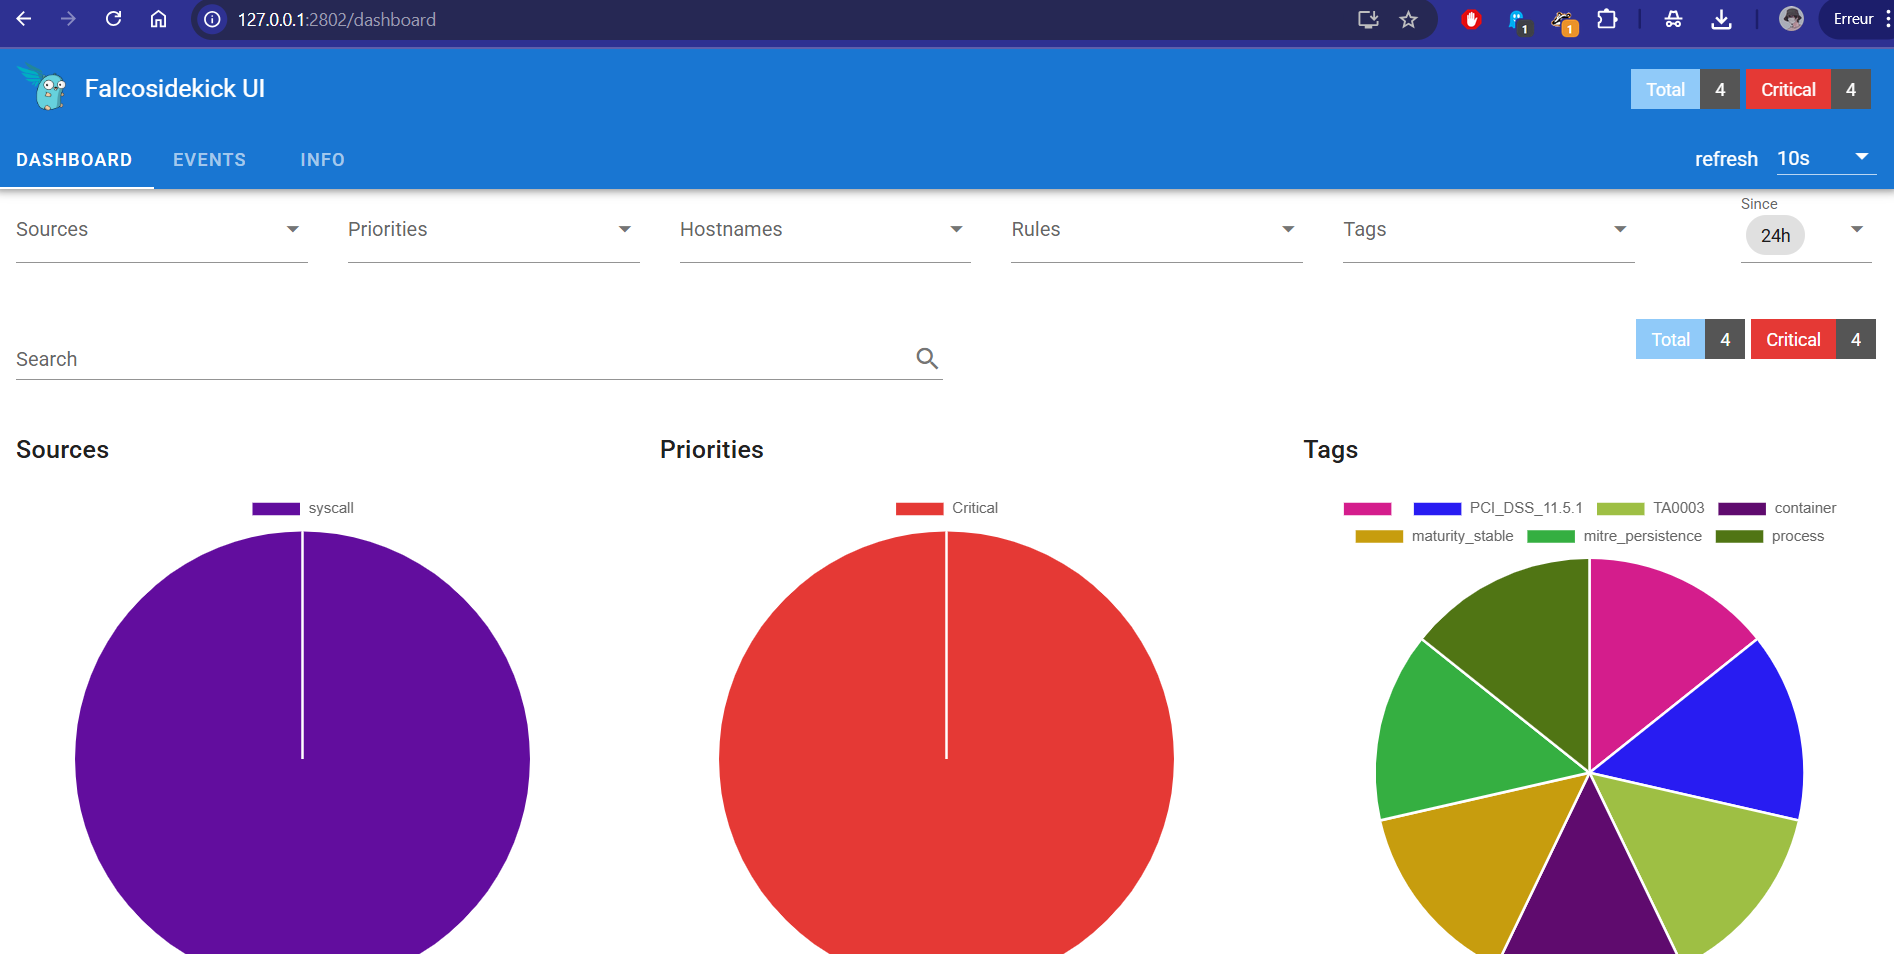 127.0.0.1:2802/dashboard
1
1
Erreur
Falcosidekick UI
Total 4 Critical 4
DASHBOARD EVENTS INFO
refresh 10s
Sources Priorities Hostnames Rules Tags
Since
24h
Search
Total 4 Critical 4
Sources Priorities Tags
syscall
Critical
PCI_DSS_11.5.1 TA0003 container
maturity_stable mitre_persistence process